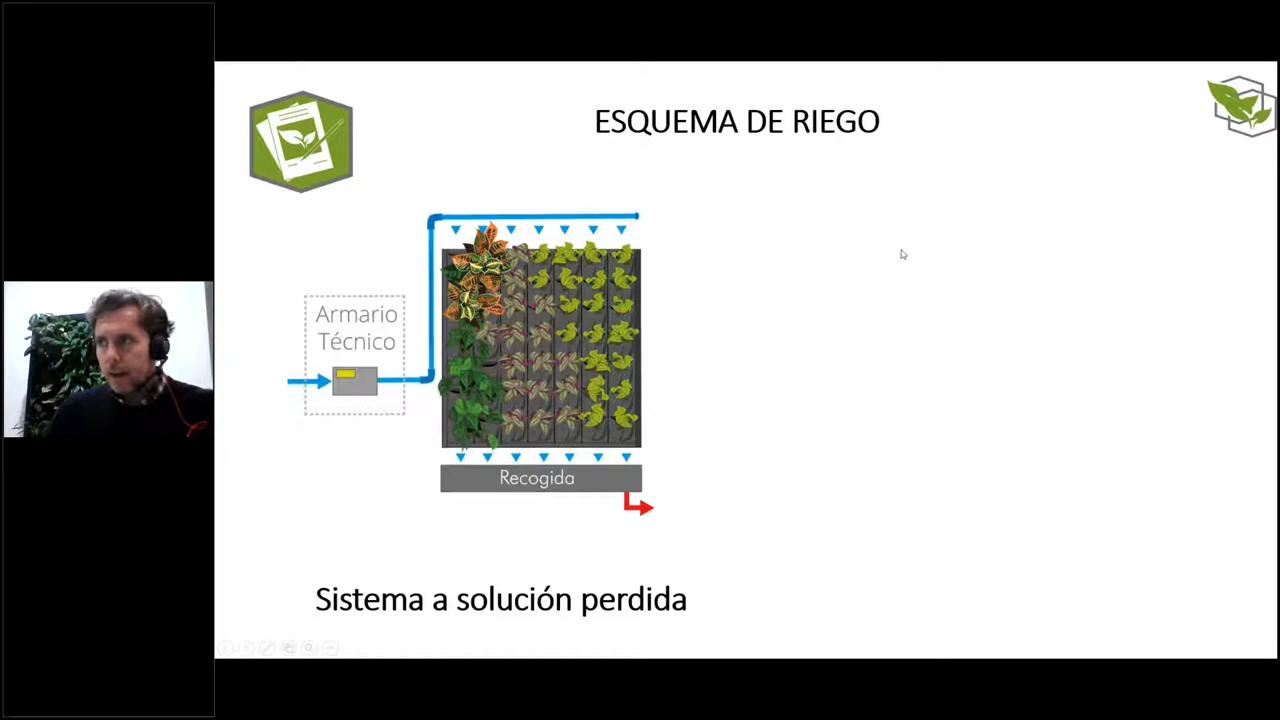 ESQUEMA DE RIEGO
Armario
Técnico
Recogida
Sistema a solución perdida